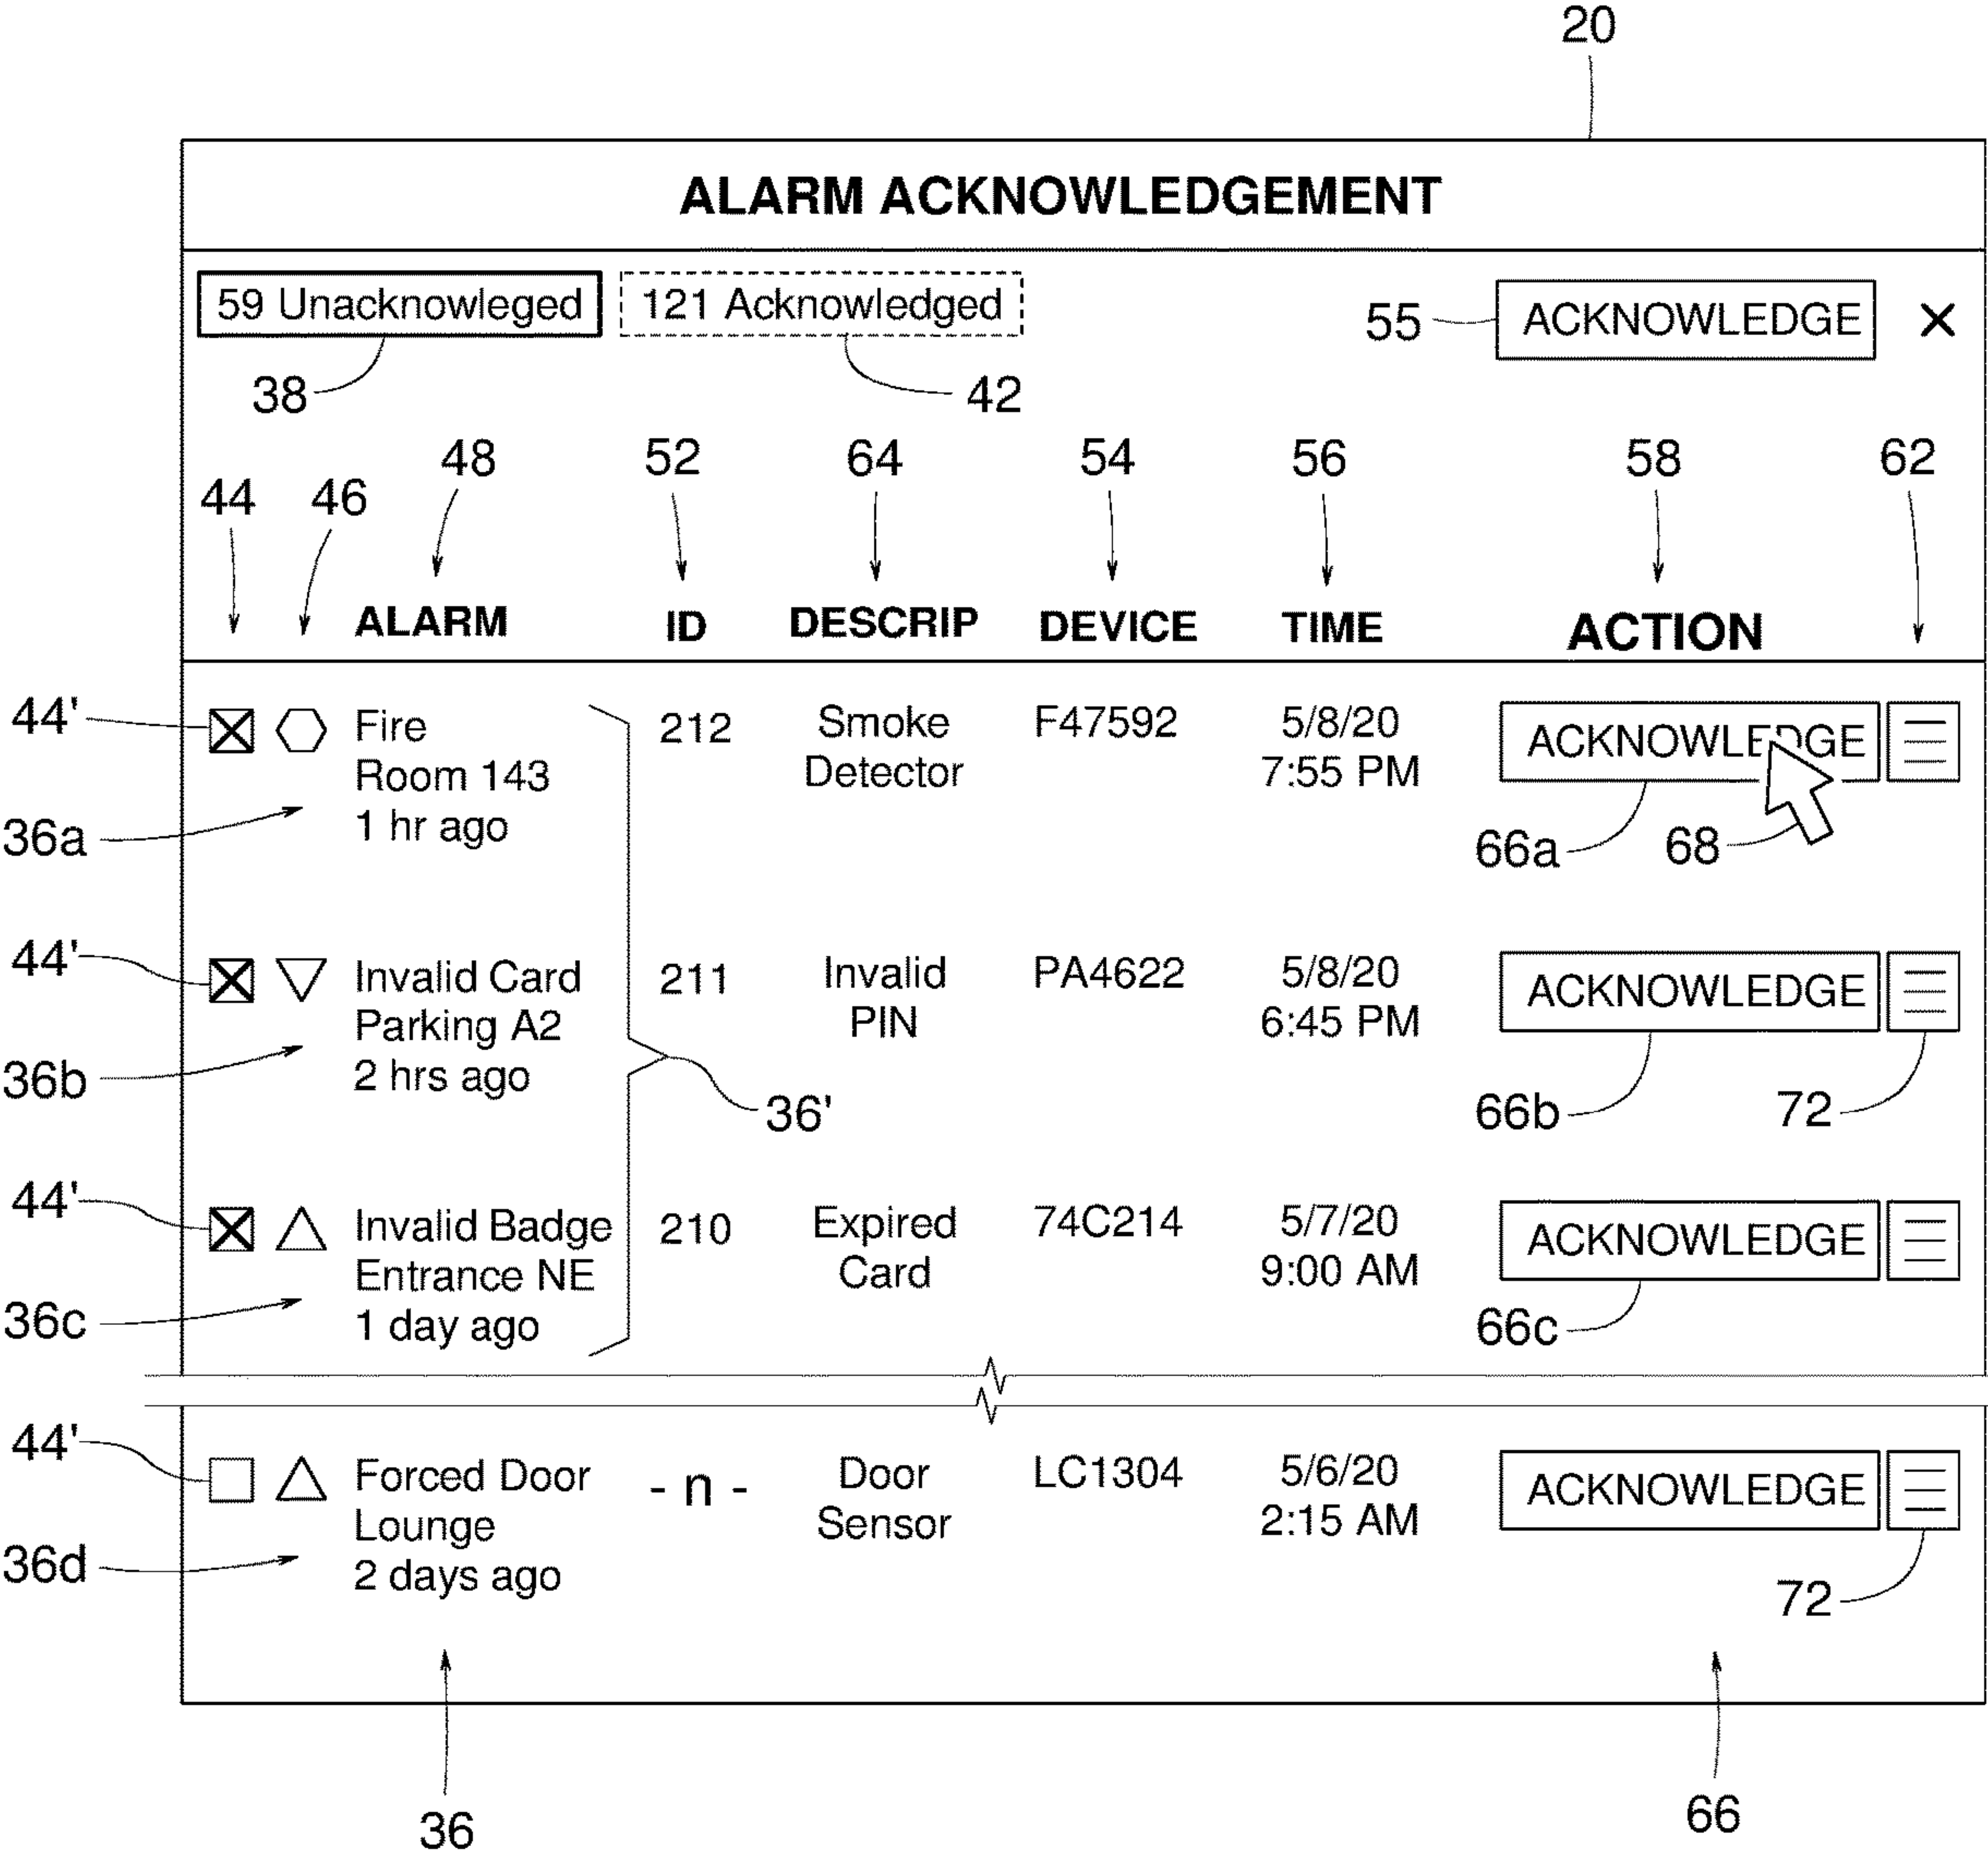 20
ALARM ACKNOWLEDGEMENT
59 Unacknowleged
121 Acknowledged
55
ACKNOWLEDGE
×
38
42
44
46
48
52
64
54
56
58
62
ALARM
ID
DESCRIP
DEVICE
TIME
ACTION
44'
Fire
Room 143
1 hr ago
212
Smoke
Detector
F47592
5/8/20
7:55 PM
ACKNOWLEDGE
36a
66a
68
44'
Invalid Card
Parking A2
2 hrs ago
211
Invalid
PIN
PA4622
5/8/20
6:45 PM
ACKNOWLEDGE
36b
36'
66b
72
44'
Invalid Badge
Entrance NE
1 day ago
210
Expired
Card
74C214
5/7/20
9:00 AM
ACKNOWLEDGE
36c
66c
44'
Forced Door
Lounge
2 days ago
- n -
Door
Sensor
LC1304
5/6/20
2:15 AM
ACKNOWLEDGE
36d
72
36
66